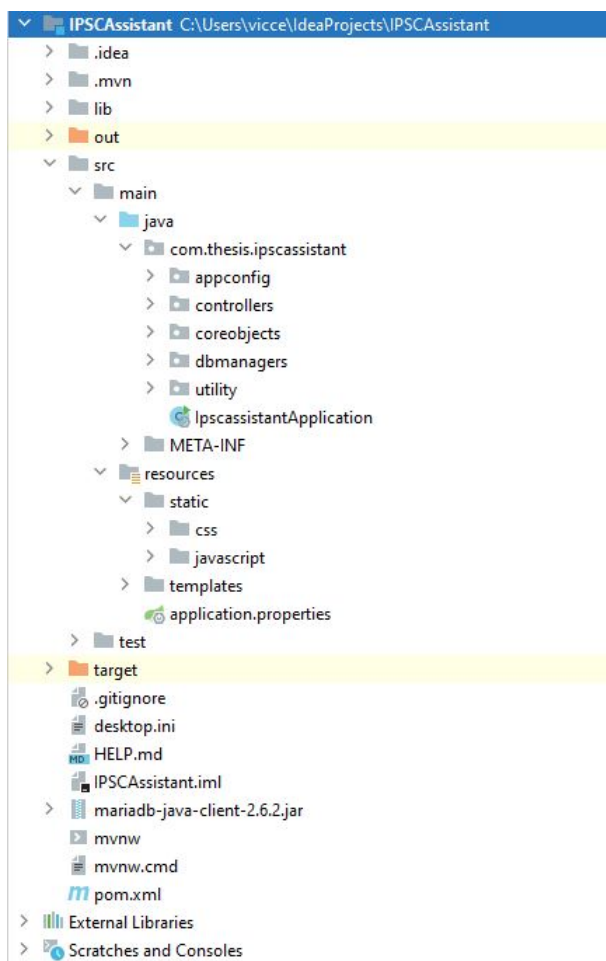 IPSCAssistant C:\Users\vicce\IdeaProjects\IPSCAssistant
.idea
.mvn
lib
out
src
main
java
com.thesis.ipscassistant
appconfig
controllers
coreobjects
dbmanagers
utility
IpscassistantApplication
META-INF
resources
static
css
javascript
templates
application.properties
test
target
.gitignore
desktop.ini
MD HELP.md
IPSCAssistant.iml
mariadb-java-client-2.6.2.jar
mvnw
mvnw.cmd
m pom.xml
External Libraries
Scratches and Consoles